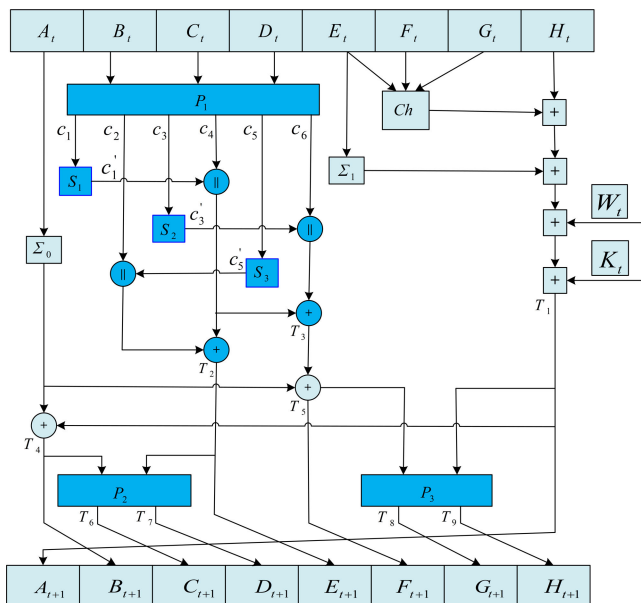 A_t B_t C_t D_t E_t F_t G_t H_t
P_1
Ch
+
c_1 c_2 c_3 c_4 c_5 c_6
S_1 c_1' || Σ_1 +
S_2 c_3' || + W_t
Σ_0 || c_5' S_3 + K_t
T_1
+
T_3
+
T_2
+
T_5
+
T_4
P_2 P_3
T_6 T_7 T_8 T_9
A_{t+1} B_{t+1} C_{t+1} D_{t+1} E_{t+1} F_{t+1} G_{t+1} H_{t+1}